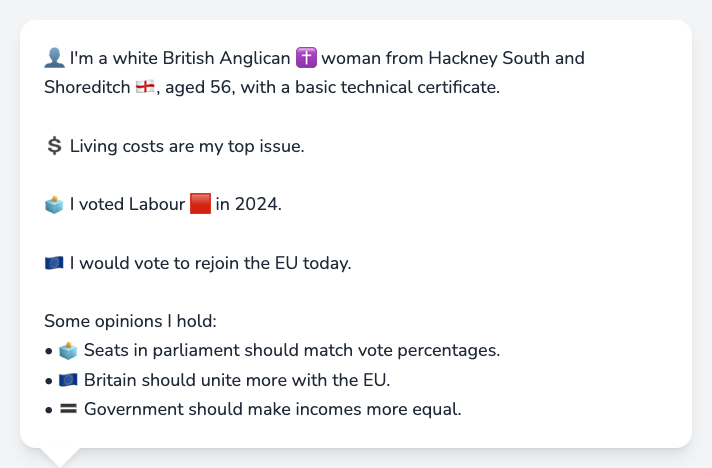 👤 I'm a white British Anglican ✝️ woman from Hackney South and
Shoreditch 🏴󠁧󠁢󠁥󠁮󠁧󠁿, aged 56, with a basic technical certificate.
💲 Living costs are my top issue.
🗳️ I voted Labour 🟥 in 2024.
🇪🇺 I would vote to rejoin the EU today.
Some opinions I hold:
• 🗳️ Seats in parliament should match vote percentages.
• 🇪🇺 Britain should unite more with the EU.
• 🟰 Government should make incomes more equal.